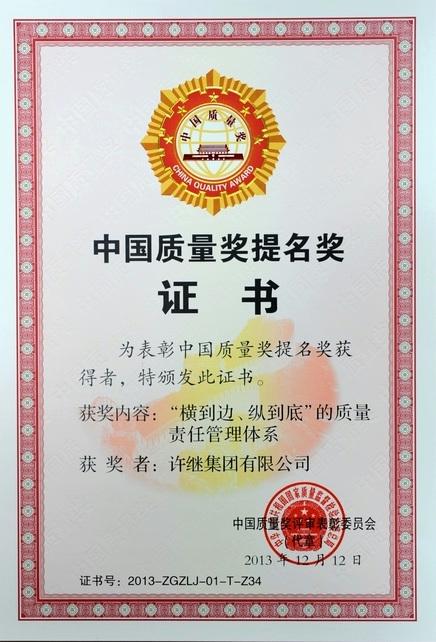 中国质量奖
CHINA QUALITY AWARD
中国质量奖提名奖
证 书
为表彰中国质量奖提名奖获
得者，特颁发此证书。
获奖内容：“横到边、纵到底”的质量
责任管理体系
获 奖 者：许继集团有限公司
中国质量奖评审表彰委员会
（代章）
2013 年 12 月 12 日
证书号：2013-ZGZLJ-01-T-Z34